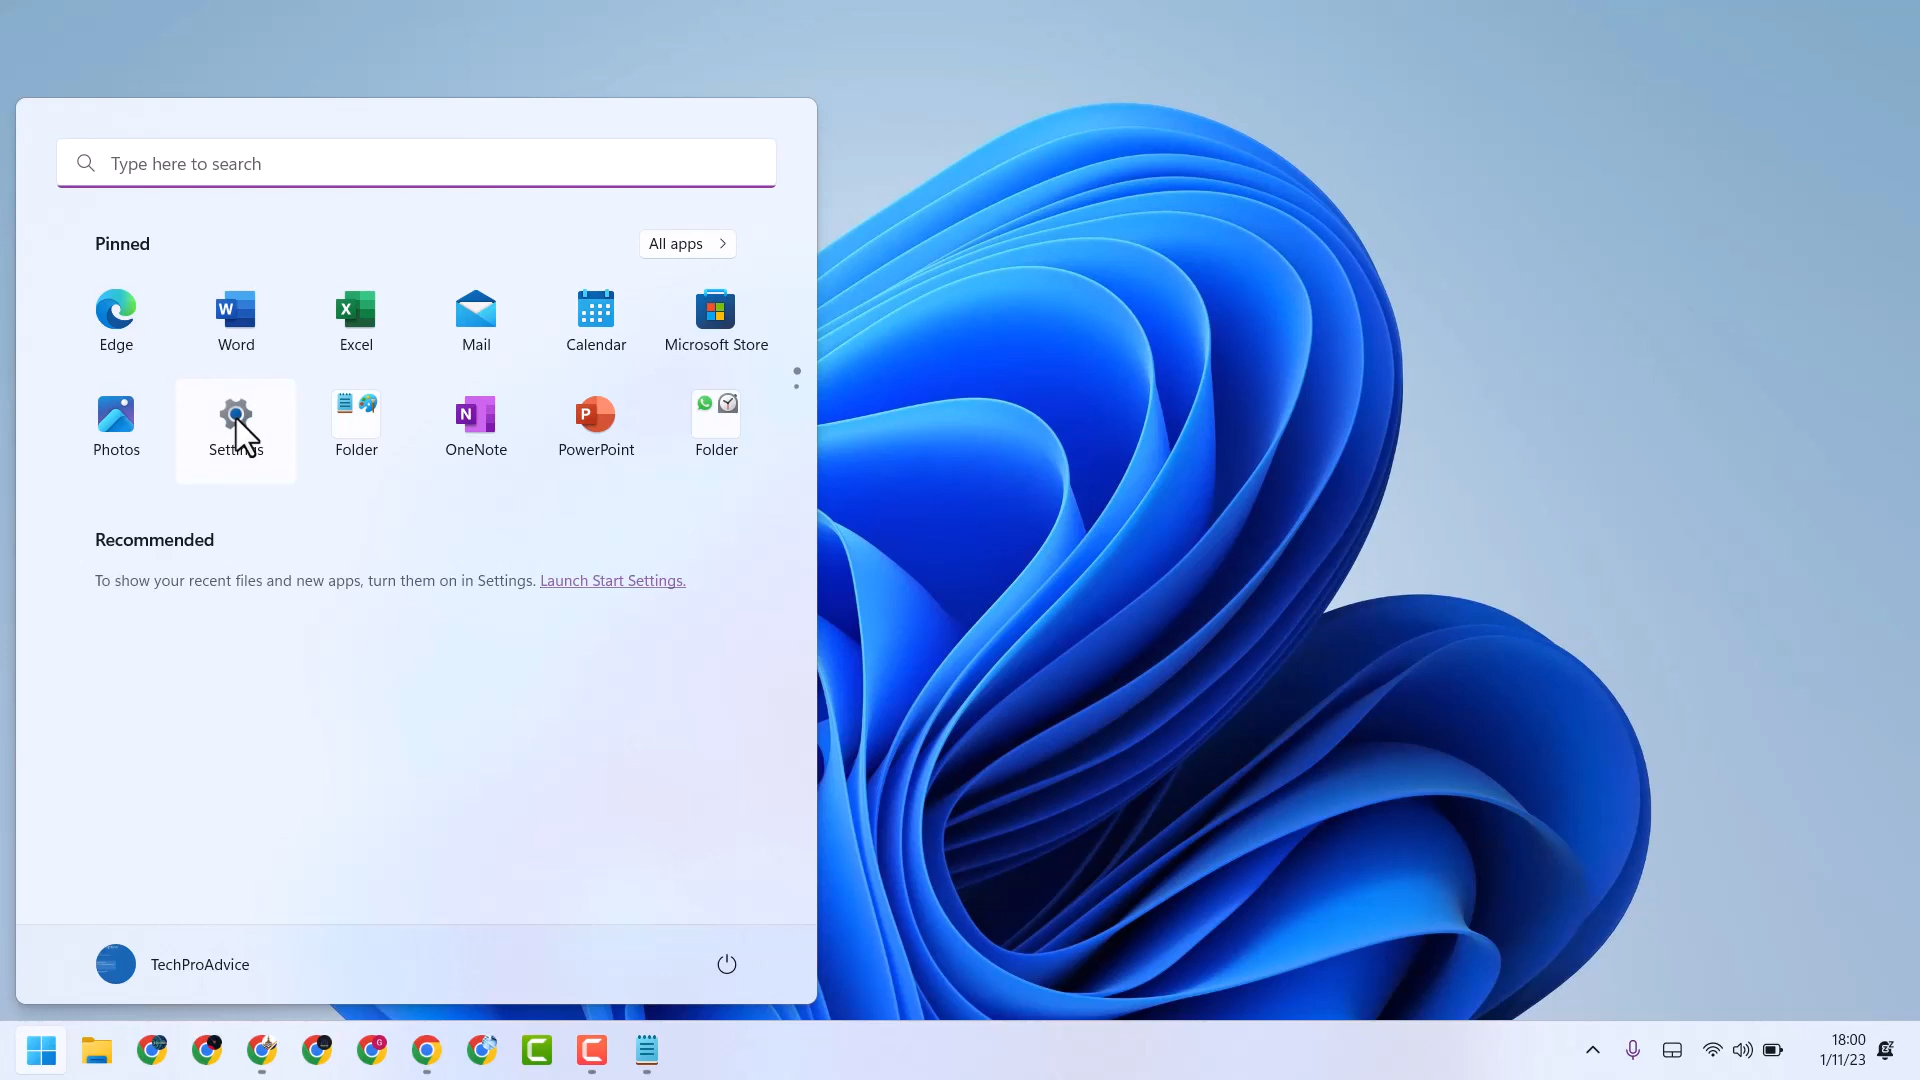 Type here to search
Pinned
All apps
Edge
Word
Excel
Mail
Calendar
Microsoft Store
Photos
Settings
Folder
OneNote
PowerPoint
Folder
Recommended
To show your recent files and new apps, turn them on in Settings. Launch Start Settings.
TechProAdvice
18:00
1/11/23